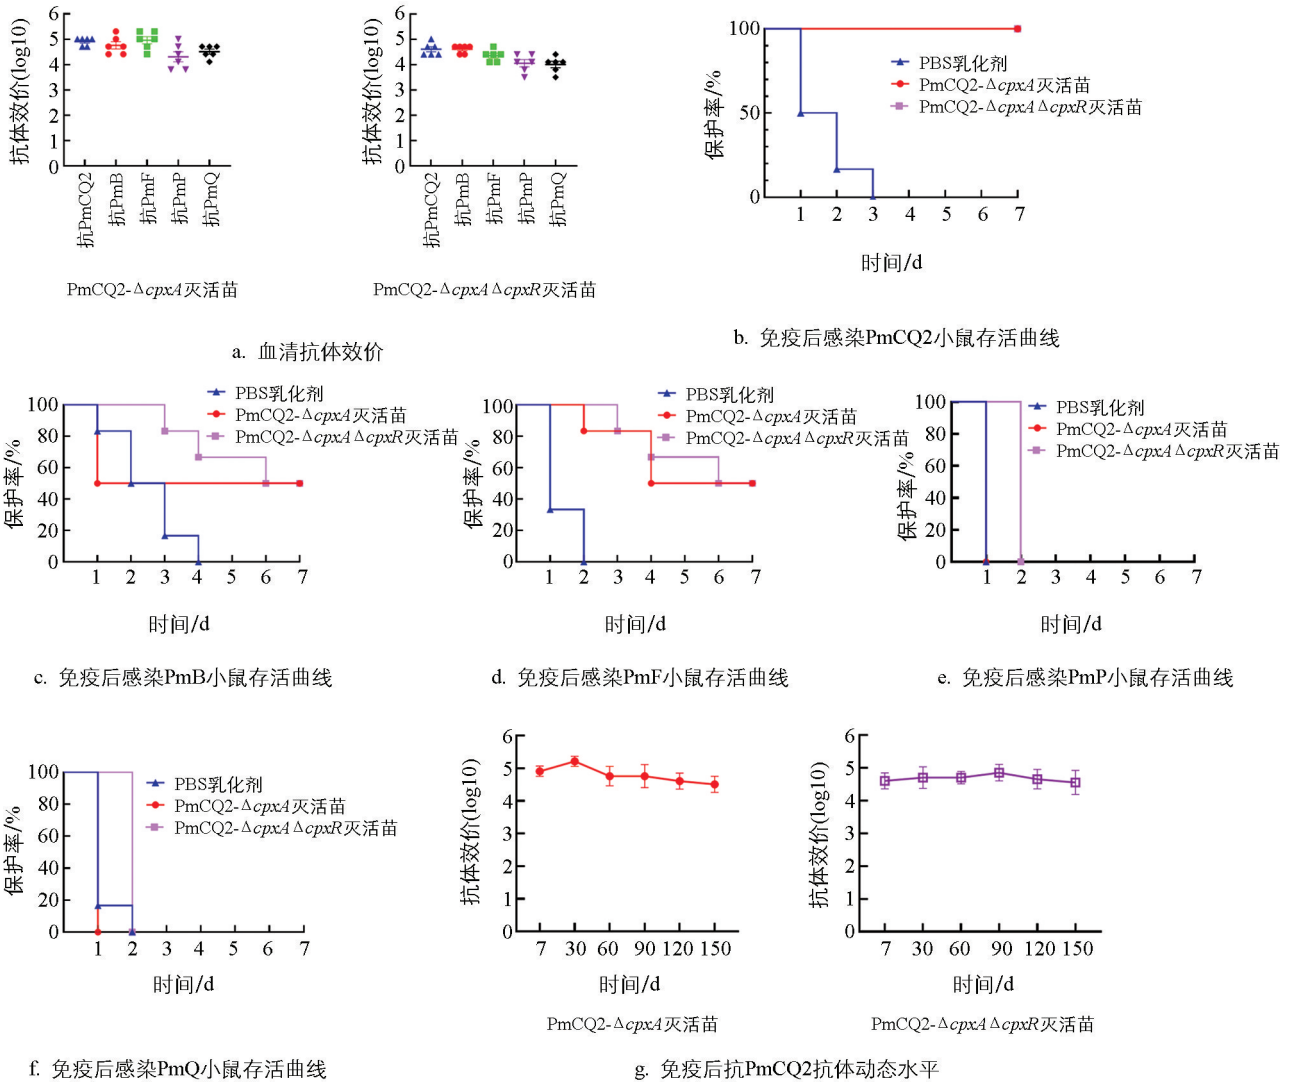 抗体效价(log10)
6
5
4
3
2
1
0
抗PmCQ2
抗PmB
抗PmF
抗PmP
抗PmQ
PmCQ2-ΔcpxA灭活苗
抗体效价(log10)
6
5
4
3
2
1
0
抗PmCQ2
抗PmB
抗PmF
抗PmP
抗PmQ
PmCQ2-ΔcpxAΔcpxR灭活苗
a. 血清抗体效价
保护率/%
100
50
0
PBS乳化剂
PmCQ2-ΔcpxA灭活苗
PmCQ2-ΔcpxAΔcpxR灭活苗
1 2 3 4 5 6 7
时间/d
b. 免疫后感染PmCQ2小鼠存活曲线
保护率/%
100
80
60
40
20
0
PBS乳化剂
PmCQ2-ΔcpxA灭活苗
PmCQ2-ΔcpxAΔcpxR灭活苗
1 2 3 4 5 6 7
时间/d
c. 免疫后感染PmB小鼠存活曲线
保护率/%
100
80
60
40
20
0
PBS乳化剂
PmCQ2-ΔcpxA灭活苗
PmCQ2-ΔcpxAΔcpxR灭活苗
1 2 3 4 5 6 7
时间/d
d. 免疫后感染PmF小鼠存活曲线
保护率/%
100
80
60
40
20
0
PBS乳化剂
PmCQ2-ΔcpxA灭活苗
PmCQ2-ΔcpxAΔcpxR灭活苗
1 2 3 4 5 6 7
时间/d
e. 免疫后感染PmP小鼠存活曲线
保护率/%
100
80
60
40
20
0
PBS乳化剂
PmCQ2-ΔcpxA灭活苗
PmCQ2-ΔcpxAΔcpxR灭活苗
1 2 3 4 5 6 7
时间/d
f. 免疫后感染PmQ小鼠存活曲线
抗体效价(log10)
6
5
4
3
2
1
0
7 30 60 90 120 150
时间/d
PmCQ2-ΔcpxA灭活苗
抗体效价(log10)
6
5
4
3
2
1
0
7 30 60 90 120 150
时间/d
PmCQ2-ΔcpxAΔcpxR灭活苗
g. 免疫后抗PmCQ2抗体动态水平